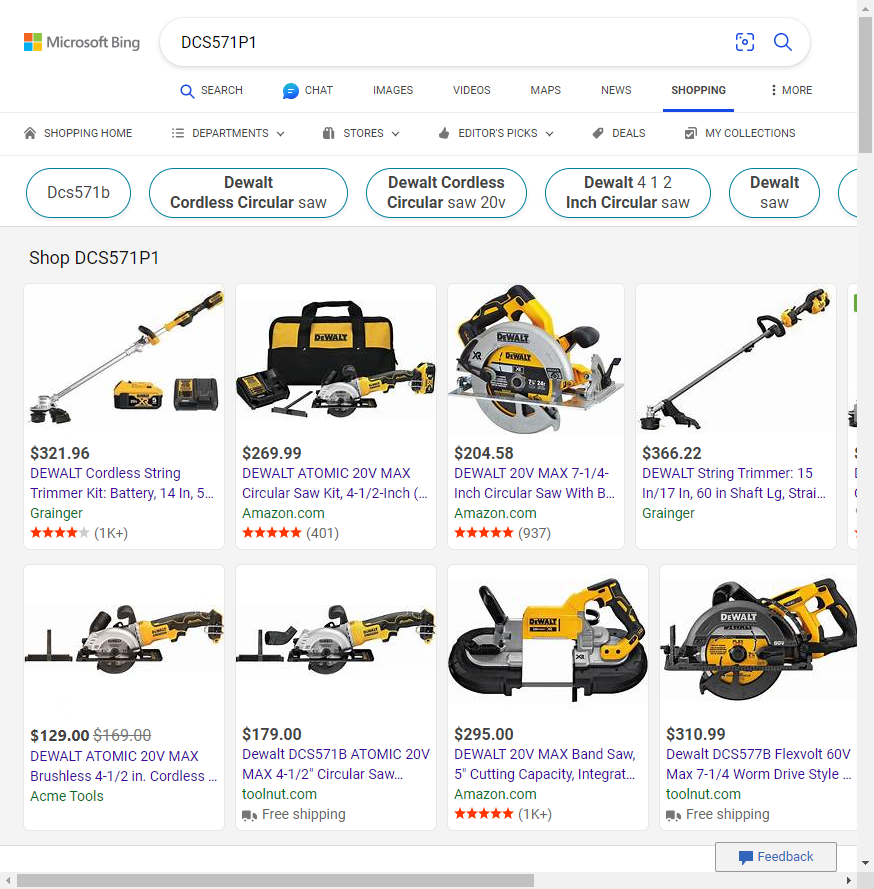 Microsoft Bing
DCS571P1
SEARCH
CHAT
IMAGES
VIDEOS
MAPS
NEWS
SHOPPING
MORE
SHOPPING HOME
DEPARTMENTS
STORES
EDITOR'S PICKS
DEALS
MY COLLECTIONS
Dcs571b
Dewalt
Cordless Circular saw
Dewalt Cordless
Circular saw 20v
Dewalt 4 1 2
Inch Circular saw
Dewalt
saw
Shop DCS571P1
$321.96
DEWALT Cordless String
Trimmer Kit: Battery, 14 In, 5...
Grainger
(1K+)
DEWALT
$269.99
DEWALT ATOMIC 20V MAX
Circular Saw Kit, 4-1/2-Inch (...
Amazon.com
(401)
DEWALT
XR
DEWALT
$204.58
DEWALT 20V MAX 7-1/4-
Inch Circular Saw With B...
Amazon.com
(937)
$366.22
DEWALT String Trimmer: 15
In/17 In, 60 in Shaft Lg, Strai...
Grainger
$129.00 $169.00
DEWALT ATOMIC 20V MAX
Brushless 4-1/2 in. Cordless ...
Acme Tools
$179.00
Dewalt DCS571B ATOMIC 20V
MAX 4-1/2" Circular Saw...
toolnut.com
Free shipping
DEWALT
XR
$295.00
DEWALT 20V MAX Band Saw,
5" Cutting Capacity, Integrat...
Amazon.com
(1K+)
DEWALT
60V
$310.99
Dewalt DCS577B Flexvolt 60V
Max 7-1/4 Worm Drive Style ...
toolnut.com
Free shipping
Feedback